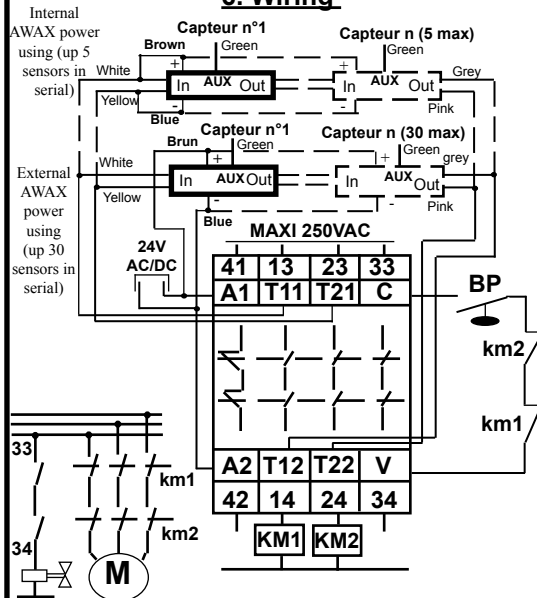 3. Wiring
Internal
AWAX power
using (up 5
sensors in
serial)
Capteur n°1
Brown
Green
White
+
In
AUX
Out
Yellow
-
Blue
Capteur n (5 max)
Green
+
In
AUX
Out
Grey
-
Pink
External
AWAX
power
using
(up 30
sensors in
serial)
Capteur n°1
Brun
Green
White
+
In
AUX
Out
Yellow
-
Blue
Capteur n (30 max)
Green
grey
+
In
AUX
Out
-
Pink
24V
AC/DC
MAXI 250VAC
41 13 23 33
A1 T11 T21 C
BP
km2
km1
A2 T12 T22 V
42 14 24 34
KM1 KM2
33
34
km1
km2
M